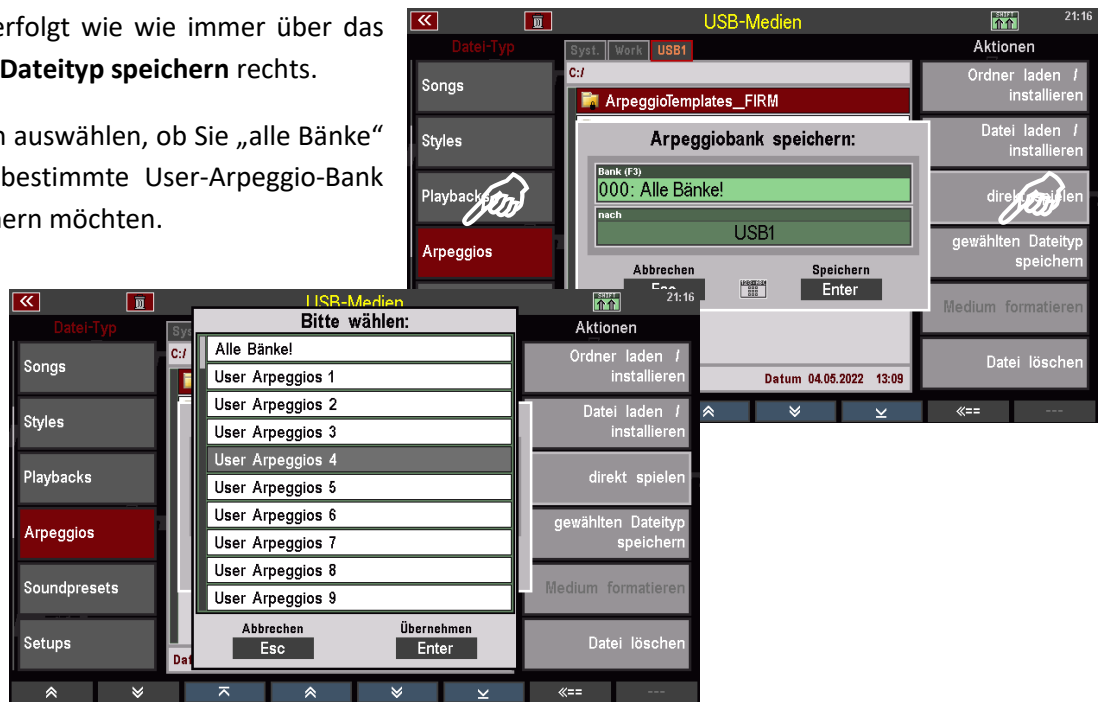 erfolgt wie wie immer über das
Dateityp speichern rechts.
auswählen, ob Sie „alle Bänke“
bestimmte User-Arpeggio-Bank
möchten.
USB-Medien
SHIFT
21:16
Datei-Typ
Syst.
Work
USB1
Aktionen
C:/
Songs
Styles
Playbacks
Arpeggios
ArpeggioTemplates_FIRM
Arpeggiobank speichern:
Bank (F3)
000: Alle Bänke!
nach
USB1
Abbrechen
Speichern
Enter
Datum 04.05.2022 13:09
Ordner laden /
installieren
Datei laden /
installieren
gewählten Dateityp
speichern
Medium formatieren
Datei löschen
«==
---
USB-Medien
21:16
Datei-Typ
Aktionen
C:/
Songs
Styles
Playbacks
Arpeggios
Soundpresets
Setups
Bitte wählen:
Alle Bänke!
User Arpeggios 1
User Arpeggios 2
User Arpeggios 3
User Arpeggios 4
User Arpeggios 5
User Arpeggios 6
User Arpeggios 7
User Arpeggios 8
User Arpeggios 9
Abbrechen
Esc
Übernehmen
Enter
Ordner laden /
installieren
Datei laden /
installieren
direkt spielen
gewählten Dateityp
speichern
Medium formatieren
Datei löschen
«==
---